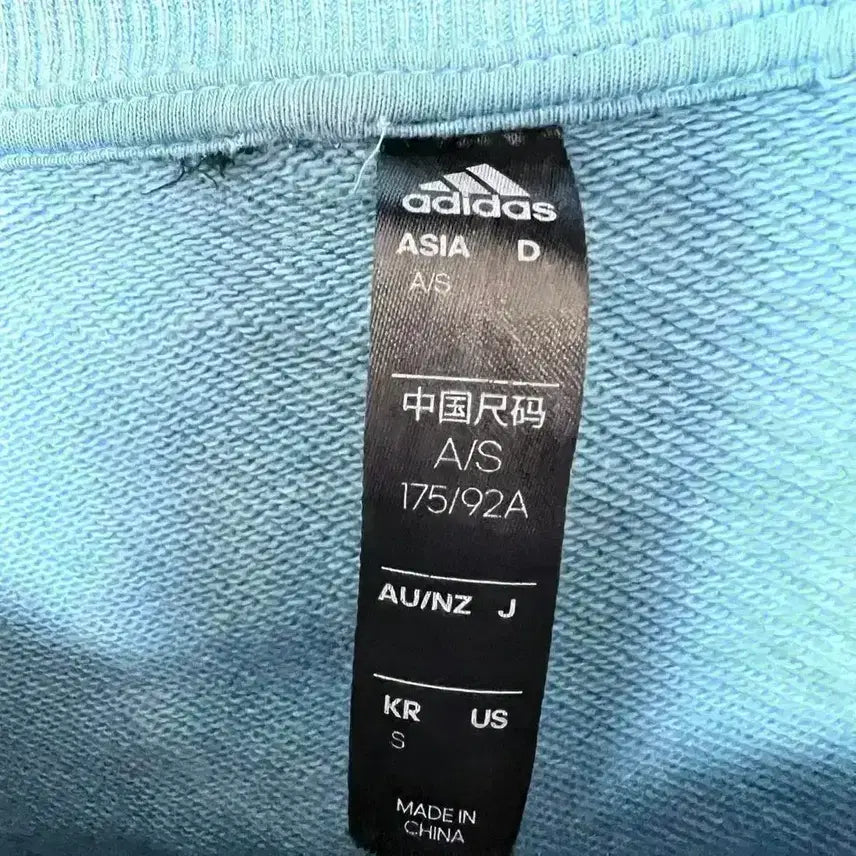 adidas
ASIA D
A/S
中国尺码
A/S
175/92A
AU/NZ J
KR US
S
MADE IN
CHINA